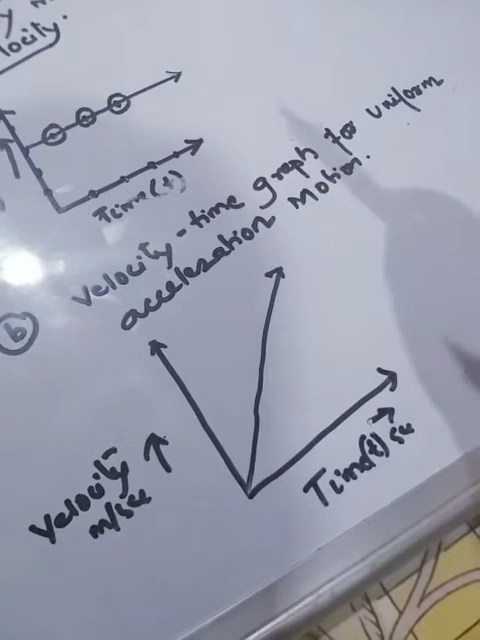 locity.
Time(t)
(b) Velocity-time graph for uniform
acceleration Motion.
Velocity
m/sec
Time(t) sec